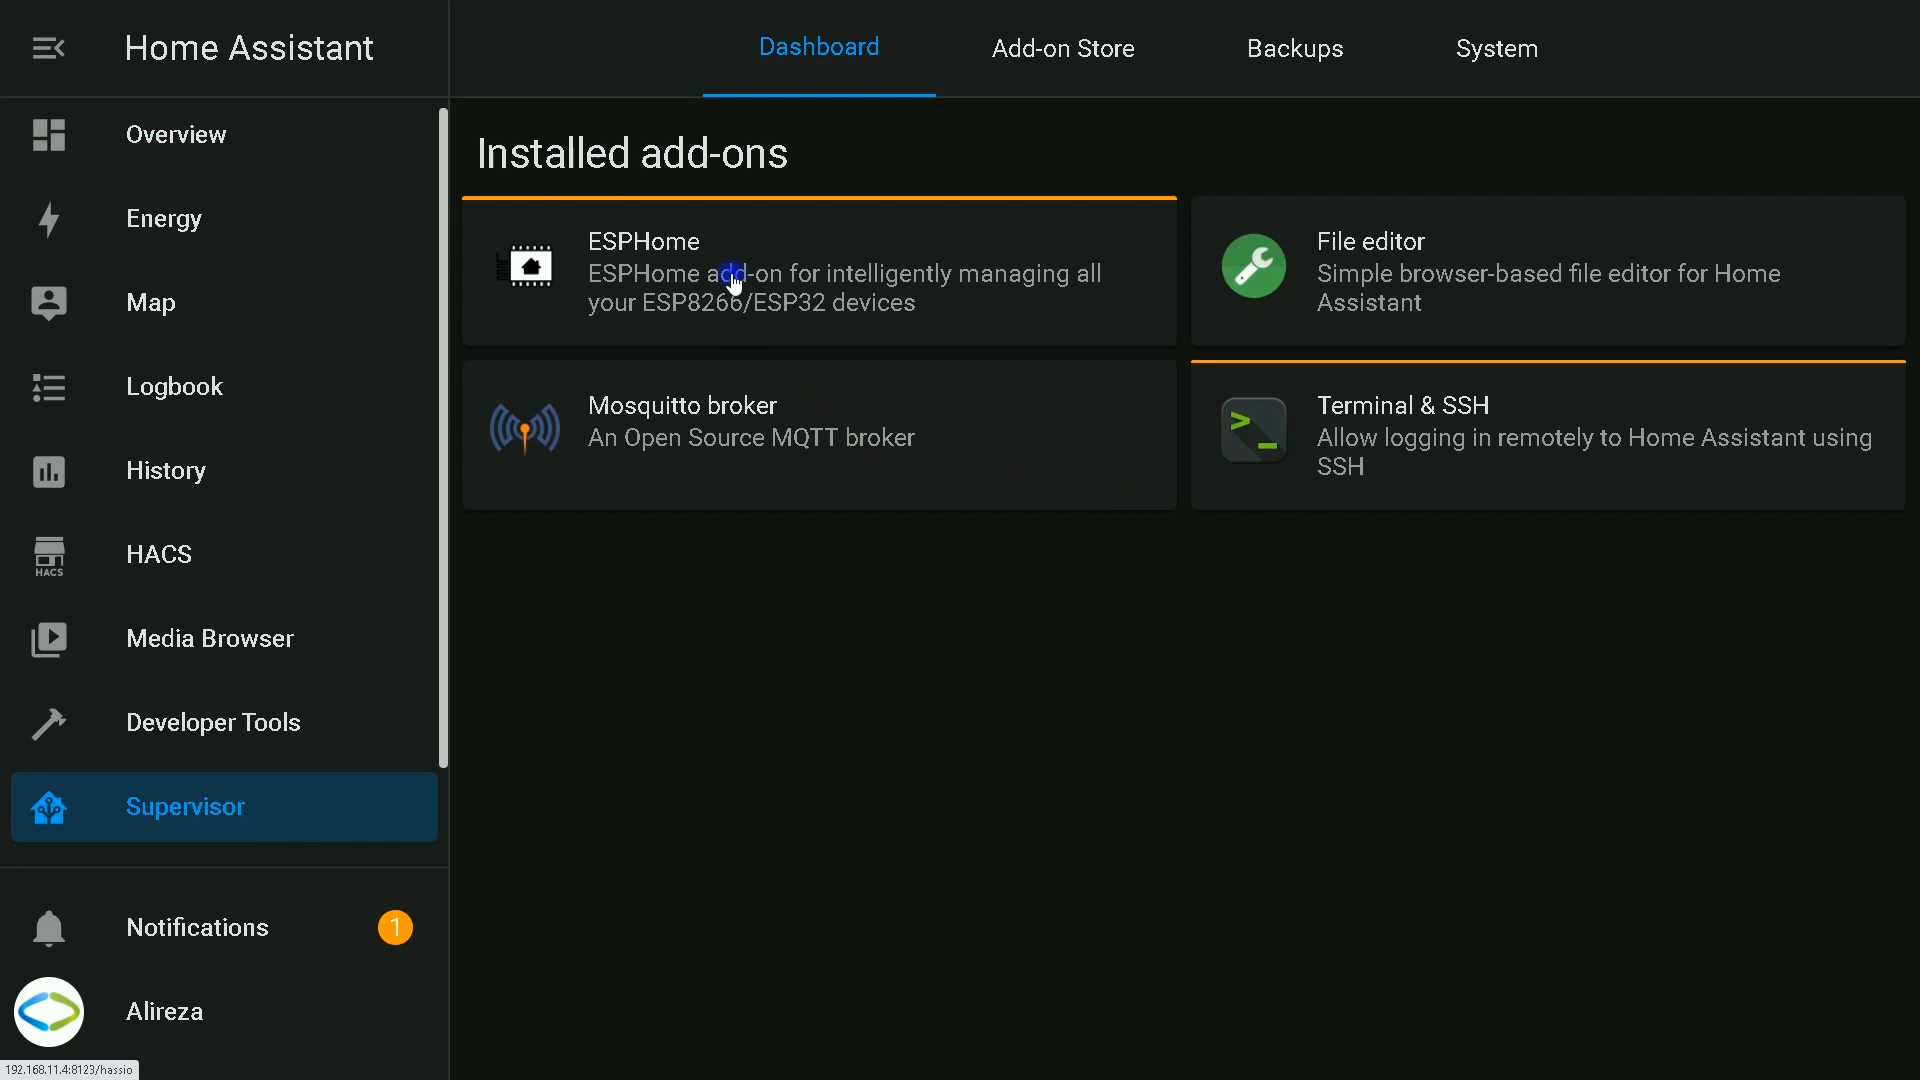 Home Assistant
Dashboard
Add-on Store
Backups
System
Overview
Energy
Map
Logbook
History
HACS
HACS
Media Browser
Developer Tools
Supervisor
Notifications
1
Alireza
192.168.11.4:8123/hassio
Installed add-ons
ESPHome
ESPHome add-on for intelligently managing all
your ESP8266/ESP32 devices
File editor
Simple browser-based file editor for Home
Assistant
Mosquitto broker
An Open Source MQTT broker
Terminal & SSH
Allow logging in remotely to Home Assistant using
SSH